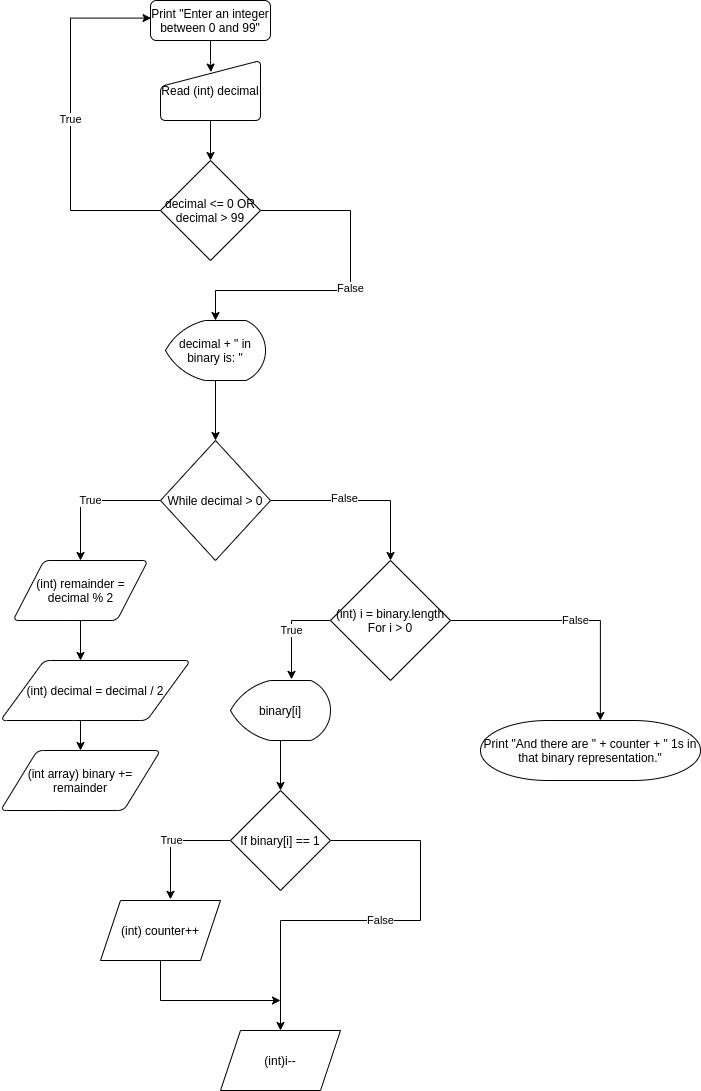 Print "Enter an integer
between 0 and 99"
Read (int) decimal
True
decimal <= 0 OR
decimal > 99
False
decimal + " in
binary is: "
While decimal > 0
True
False
(int) remainder =
decimal % 2
(int) i = binary.length
For i > 0
True
False
(int) decimal = decimal / 2
binary[i]
Print "And there are " + counter + " 1s in
that binary representation."
(int array) binary +=
remainder
If binary[i] == 1
True
False
(int) counter++
(int)i--